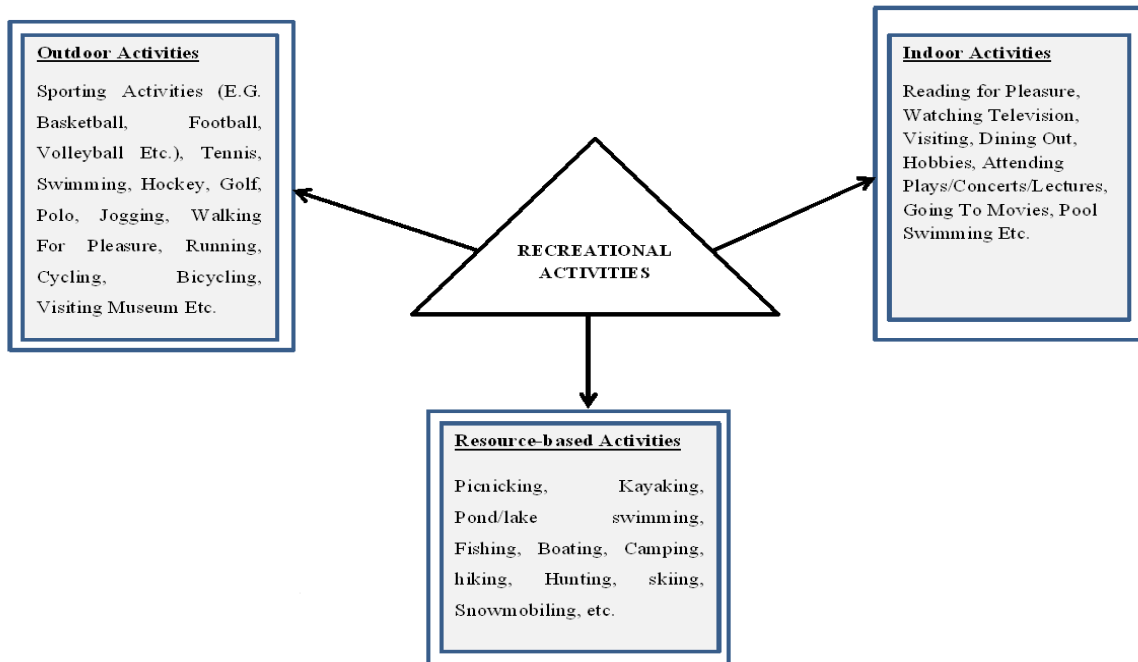 Outdoor Activities
Sporting Activities (E.G.
Basketball, Football,
Volleyball Etc.), Tennis,
Swimming, Hockey, Golf,
Polo, Jogging, Walking
For Pleasure, Running,
Cycling, Bicycling,
Visiting Museum Etc.
Indoor Activities
Reading for Pleasure,
Watching Television,
Visiting, Dining Out,
Hobbies, Attending
Plays/Concerts/Lectures,
Going To Movies, Pool
Swimming Etc.
RECREATIONAL
ACTIVITIES
Resource-based Activities
Picnicking, Kayaking,
Pond/lake swimming,
Fishing, Boating, Camping,
hiking, Hunting, skiing,
Snowmobiling, etc.